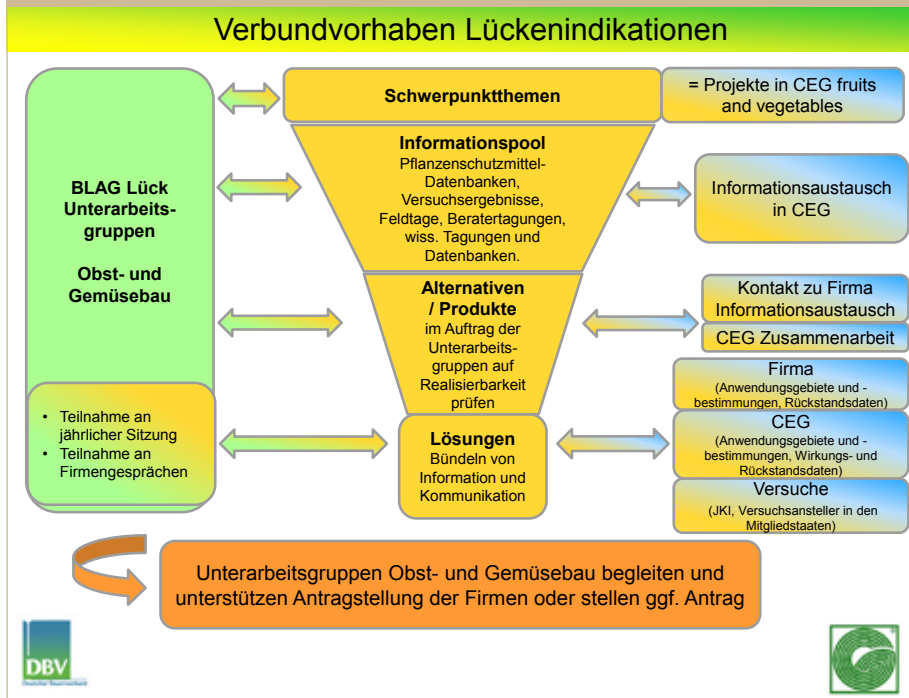 Verbundvorhaben Lückenindikationen
BLAG Lück
Unterarbeits-
gruppen
Obst- und
Gemüsebau
• Teilnahme an
jährlicher Sitzung
• Teilnahme an
Firmengesprächen
Schwerpunktthemen
= Projekte in CEG fruits
and vegetables
Informationspool
Pflanzenschutzmittel-
Datenbanken,
Versuchsergebnisse,
Feldtage, Beratertagungen,
wiss. Tagungen und
Datenbanken.
Informationsaustausch
in CEG
Alternativen
/ Produkte
im Auftrag der
Unterarbeits-
gruppen auf
Realisierbarkeit
prüfen
Kontakt zu Firma
Informationsaustausch
CEG Zusammenarbeit
Lösungen
Bündeln von
Information und
Kommunikation
Firma
(Anwendungsgebiete und -
bestimmungen, Rückstandsdaten)
CEG
(Anwendungsgebiete und -
bestimmungen, Wirkungs- und
Rückstandsdaten)
Versuche
(JKI, Versuchsansteller in den
Mitgliedstaaten)
Unterarbeitsgruppen Obst- und Gemüsebau begleiten und
unterstützen Antragstellung der Firmen oder stellen ggf. Antrag
DBV
Deutscher Bauernverband